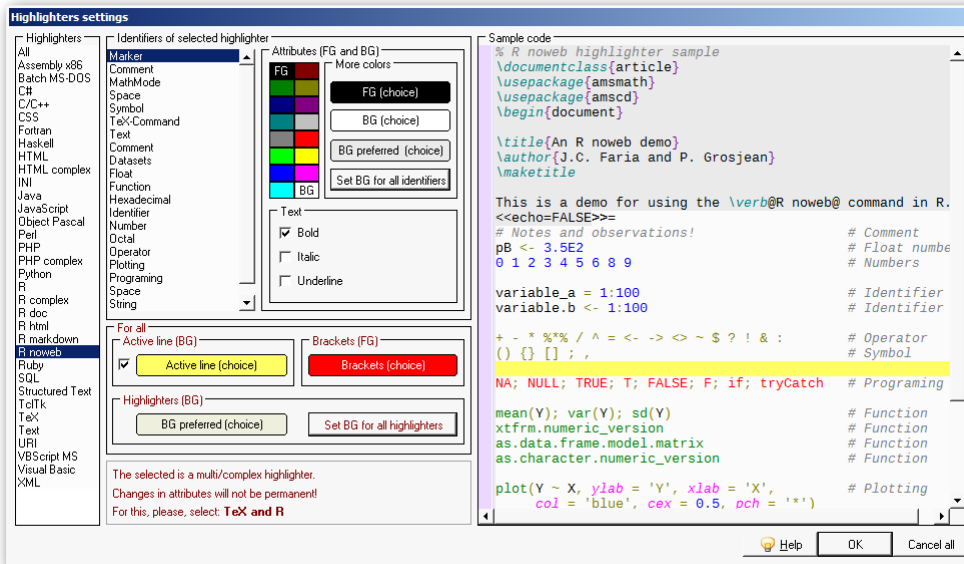 Highlighters settings
Highlighters
All
Assembly x86
Batch MS-DOS
C#
C/C++
CSS
Fortran
Haskell
HTML
HTML complex
INI
Java
JavaScript
Object Pascal
Perl
PHP
PHP complex
Python
R
R complex
R doc
R html
R markdown
R noweb
Ruby
SQL
Structured Text
TclTk
TeX
Text
URI
VBScript MS
Visual Basic
XML
Identifiers of selected highlighter
Marker
Comment
MathMode
Space
Symbol
TeX-Command
Text
Comment
Datasets
Float
Function
Hexadecimal
Identifier
Number
Octal
Operator
Plotting
Programing
Space
String
Attributes (FG and BG)
FG
BG
More colors
FG (choice)
BG (choice)
BG preferred (choice)
Set BG for all identifiers
Text
Bold
Italic
Underline
For all
Active line (BG)
Active line (choice)
Brackets (FG)
Brackets (choice)
Highlighters (BG)
BG preferred (choice)
Set BG for all highlighters
The selected is a multi/complex highlighter.
Changes in attributes will not be permanent!
For this, please, select: TeX and R
Sample code
% R noweb highlighter sample
\documentclass{article}
\usepackage{amsmath}
\usepackage{amscd}
\begin{document}
\title{An R noweb demo}
\author{J.C. Faria and P. Grosjean}
\maketitle
This is a demo for using the \verb@R noweb@ command in R.
<<echo=FALSE>>=
# Notes and observations! # Comment
pB <- 3.5E2 # Float numbe
0 1 2 3 4 5 6 8 9 # Numbers
variable_a = 1:100 # Identifier
variable.b <- 1:100 # Identifier
+ - * %*% / ^ = <- -> <> ~ $ ? ! & : # Operator
() {} [] ; , # Symbol
NA; NULL; TRUE; T; FALSE; F; if; tryCatch # Programing
mean(Y); var(Y); sd(Y) # Function
xtfrm.numeric_version # Function
as.data.frame.model.matrix # Function
as.character.numeric_version # Function
plot(Y ~ X, ylab = 'Y', xlab = 'X', # Plotting
col = 'blue', cex = 0.5, pch = '*')
Help
OK
Cancel all